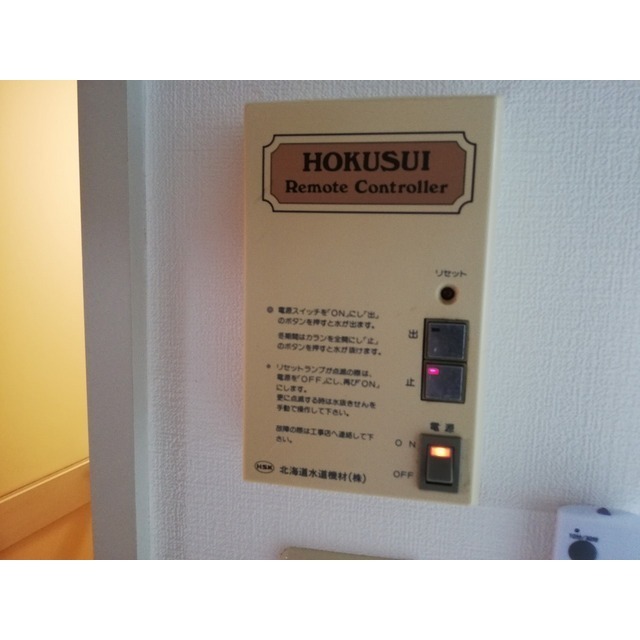 HOKUSUI
Remote Controller
リセット
● 電源スイッチを「ON」にし「出」
のボタンを押すと水が出ます。
冬期間はカランを全開にし「止」
のボタンを押すと水が抜けます。
● リセットランプが点滅の際は、
電源を「OFF」にし、再び「ON」
にします。
更に点滅する時は水抜きせんを
手動で操作して下さい。
故障の際は工事店へ連絡して下
さい。
出
止
電源
ON
OFF
HSK 北海道水道機材(株)